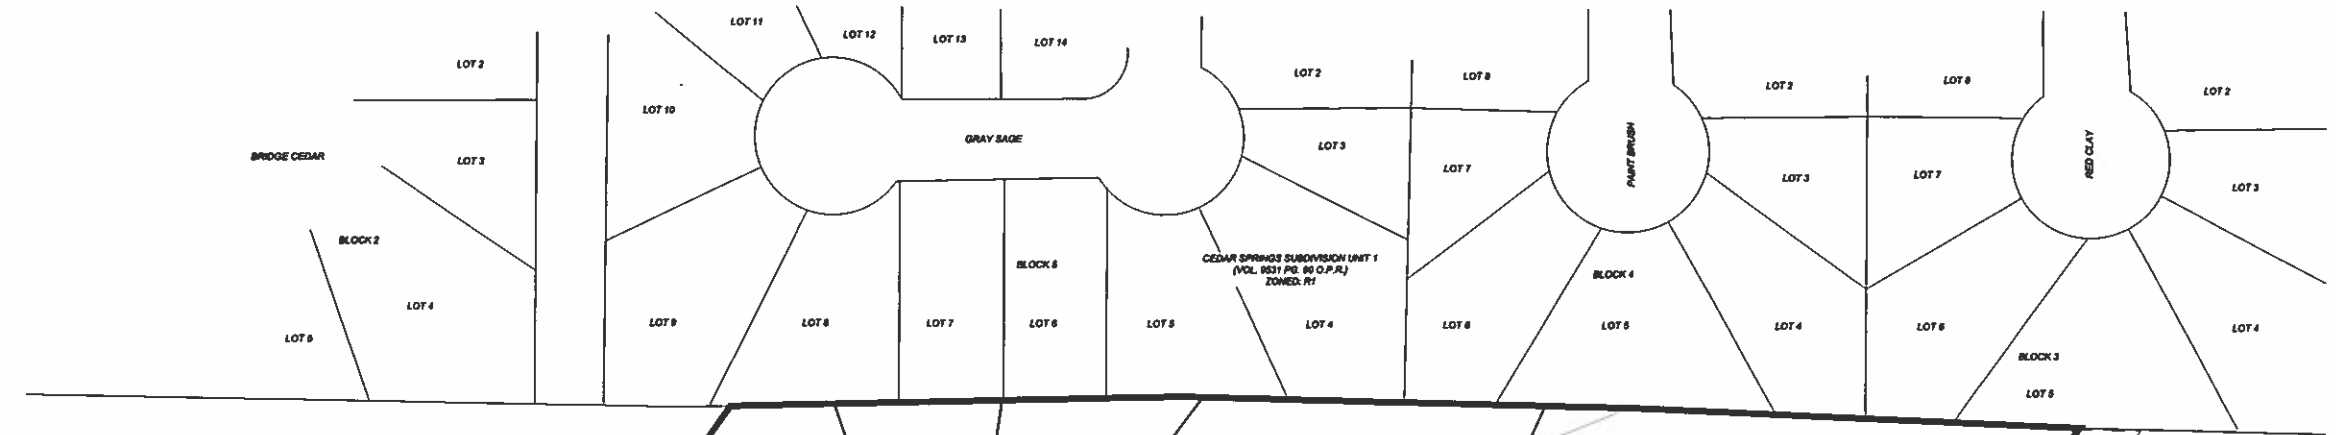 LOT 11
LOT 12
LOT 13
LOT 14
LOT 2
LOT 10
LOT 2
LOT 8
LOT 2
LOT 8
LOT 2
BRIDGE CEDAR
LOT 3
GRAY SAGE
LOT 3
LOT 7
PAINT BRUSH
LOT 3
LOT 7
RED CLAY
LOT 3
BLOCK 2
BLOCK 5
CEDAR SPRINGS SUBDIVISION UNIT 1
(VOL. 9531 PG. 90 O.P.R.)
ZONED: R1
BLOCK 4
LOT 4
LOT 5
LOT 9
LOT 8
LOT 7
LOT 6
LOT 5
LOT 4
LOT 6
LOT 5
LOT 4
LOT 6
LOT 4
BLOCK 3
LOT 5